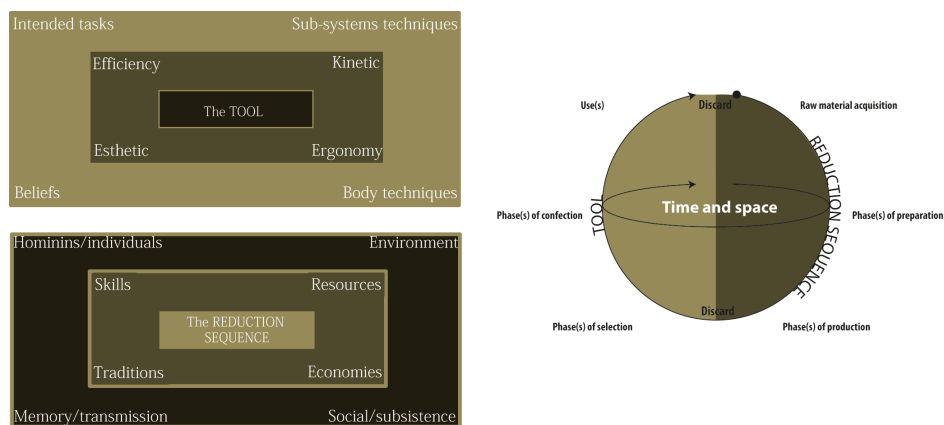 Intended tasks
Sub-systems techniques
Efficiency
Kinetic
The TOOL
Esthetic
Ergonomy
Beliefs
Body techniques
Hominins/individuals
Environment
Skills
Resources
The REDUCTION
SEQUENCE
Traditions
Economies
Memory/transmission
Social/subsistence
Use(s)
Discard
Raw material acquisition
REDUCTION SEQUENCE
TOOL
Time and space
Phase(s) of confection
Phase(s) of preparation
Discard
Phase(s) of selection
Phase(s) of production